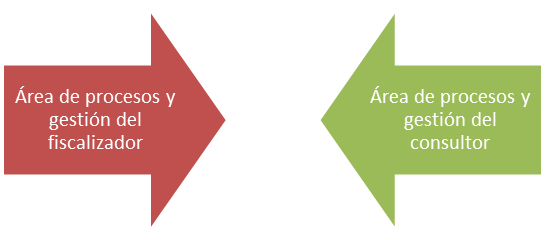 Área de procesos y
gestión del
fiscalizador
Área de procesos y
gestión del
consultor